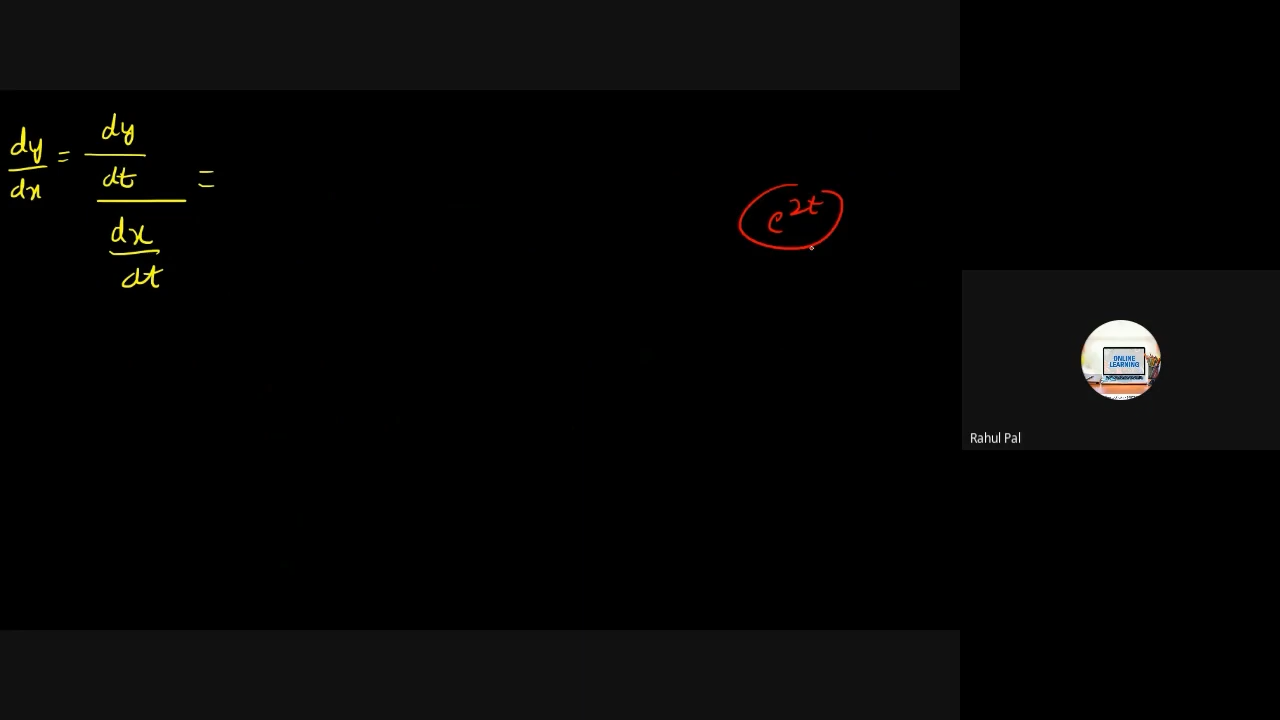 dy/dx = (dy/dt)/(dx/dt) =
e^2t
ONLINE
LEARNING
Rahul Pal